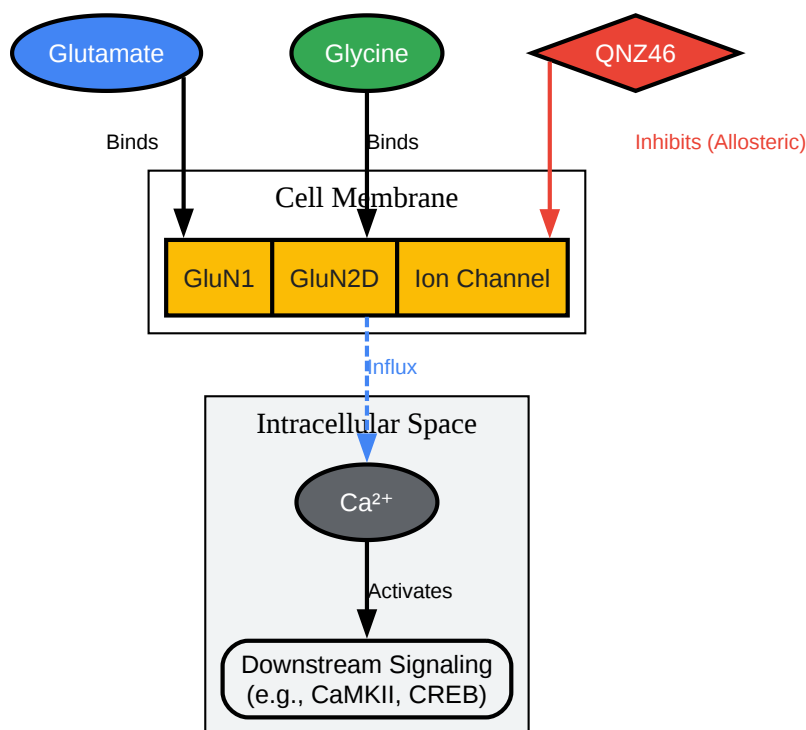 Glutamate
Glycine
QNZ46
Binds
Binds
Inhibits (Allosteric)
Cell Membrane
GluN1
GluN2D
Ion Channel
Influx
Intracellular Space
Ca²⁺
Activates
Downstream Signaling
(e.g., CaMKII, CREB)